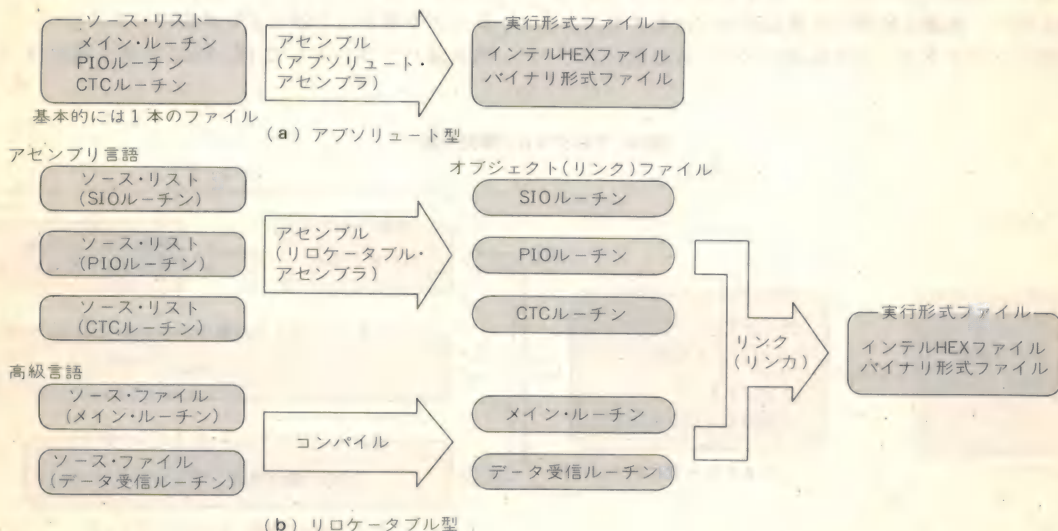 ソース・リスト
メイン・ルーチン
PIOルーチン
CTCルーチン
基本的には1本のファイル
アセンブル
(アブソリュート・
アセンブラ)
実行形式ファイル
インテルHEXファイル
バイナリ形式ファイル
(a) アブソリュート型
アセンブリ言語
ソース・リスト
(SIOルーチン)
ソース・リスト
(PIOルーチン)
ソース・リスト
(CTCルーチン)
アセンブル
(リロケータブル・
アセンブラ)
オブジェクト(リンク)ファイル
SIOルーチン
PIOルーチン
CTCルーチン
高級言語
ソース・ファイル
(メイン・ルーチン)
ソース・ファイル
(データ受信ルーチン)
コンパイル
メイン・ルーチン
データ受信ルーチン
リンク
(リンカ)
実行形式ファイル
インテルHEXファイル
バイナリ形式ファイル
(b) リロケータブル型